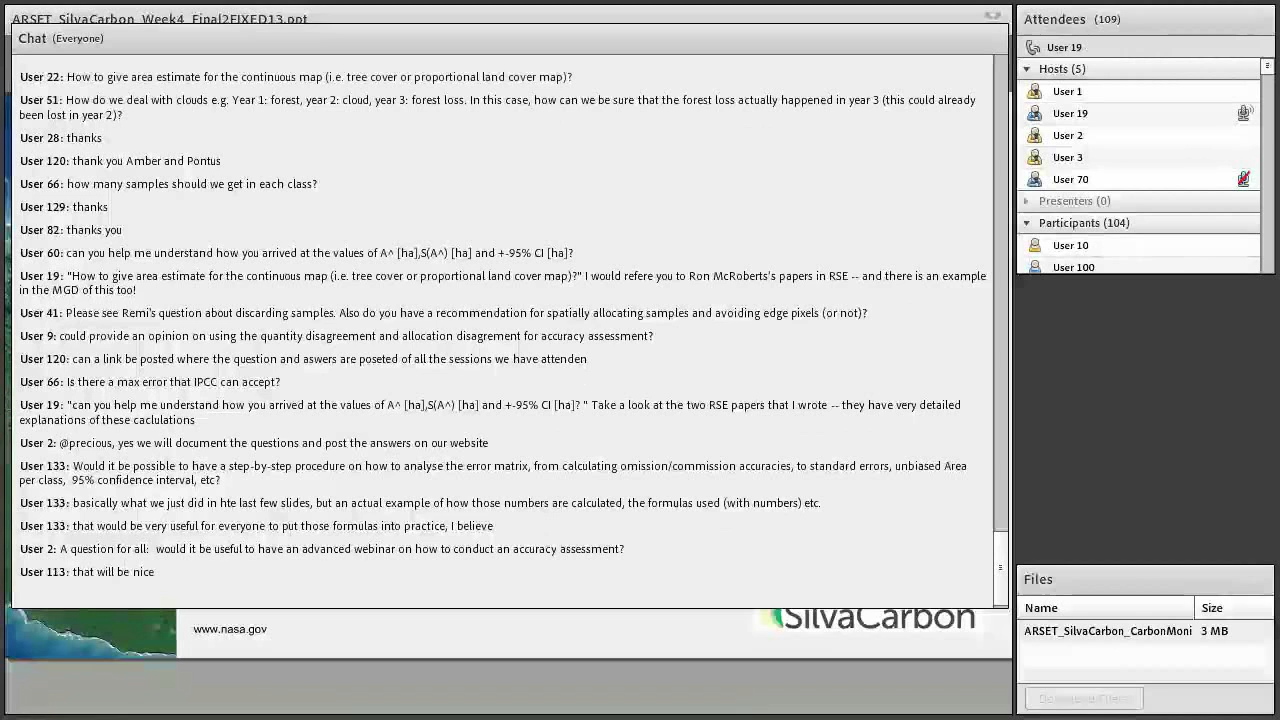 ARSET_SilvaCarbon_Week4_Final2FIXED13.ppt
Chat (Everyone)
User 22: How to give area estimate for the continuous map (i.e. tree cover or proportional land cover map)?
User 51: How do we deal with clouds e.g. Year 1: forest, year 2: cloud, year 3: forest loss. In this case, how can we be sure that the forest loss actually happened in year 3 (this could already
been lost in year 2)?
User 28: thanks
User 120: thank you Amber and Pontus
User 66: how many samples should we get in each class?
User 129: thanks
User 82: thanks you
User 60: can you help me understand how you arrived at the values of A^ [ha],S(A^) [ha] and +-95% CI [ha]?
User 19: "How to give area estimate for the continuous map (i.e. tree cover or proportional land cover map)?" I would refere you to Ron McRoberts's papers in RSE -- and there is an example
in the MGD of this too!
User 41: Please see Remi's question about discarding samples. Also do you have a recommendation for spatially allocating samples and avoiding edge pixels (or not)?
User 9: could provide an opinion on using the quantity disagreement and allocation disagrement for accuracy assessment?
User 120: can a link be posted where the question and aswers are poseted of all the sessions we have attenden
User 66: Is there a max error that IPCC can accept?
User 19: "can you help me understand how you arrived at the values of A^ [ha],S(A^) [ha] and +-95% CI [ha]? " Take a look at the two RSE papers that I wrote -- they have very detailed
explanations of these caclulations
User 2: @precious, yes we will document the questions and post the answers on our website
User 133: Would it be possible to have a step-by-step procedure on how to analyse the error matrix, from calculating omission/commission accuracies, to standard errors, unbiased Area
per class,  95% confidence interval, etc?
User 133: basically what we just did in hte last few slides, but an actual example of how those numbers are calculated, the formulas used (with numbers) etc.
User 133: that would be very useful for everyone to put those formulas into practice, I believe
User 2: A question for all:  would it be useful to have an advanced webinar on how to conduct an accuracy assessment?
User 113: that will be nice
www.nasa.gov
SilvaCarbon
Attendees (109)
User 19
Hosts (5)
User 1
User 19
User 2
User 3
User 70
Presenters (0)
Participants (104)
User 10
User 100
Files
Name Size
ARSET_SilvaCarbon_CarbonMoni 3 MB